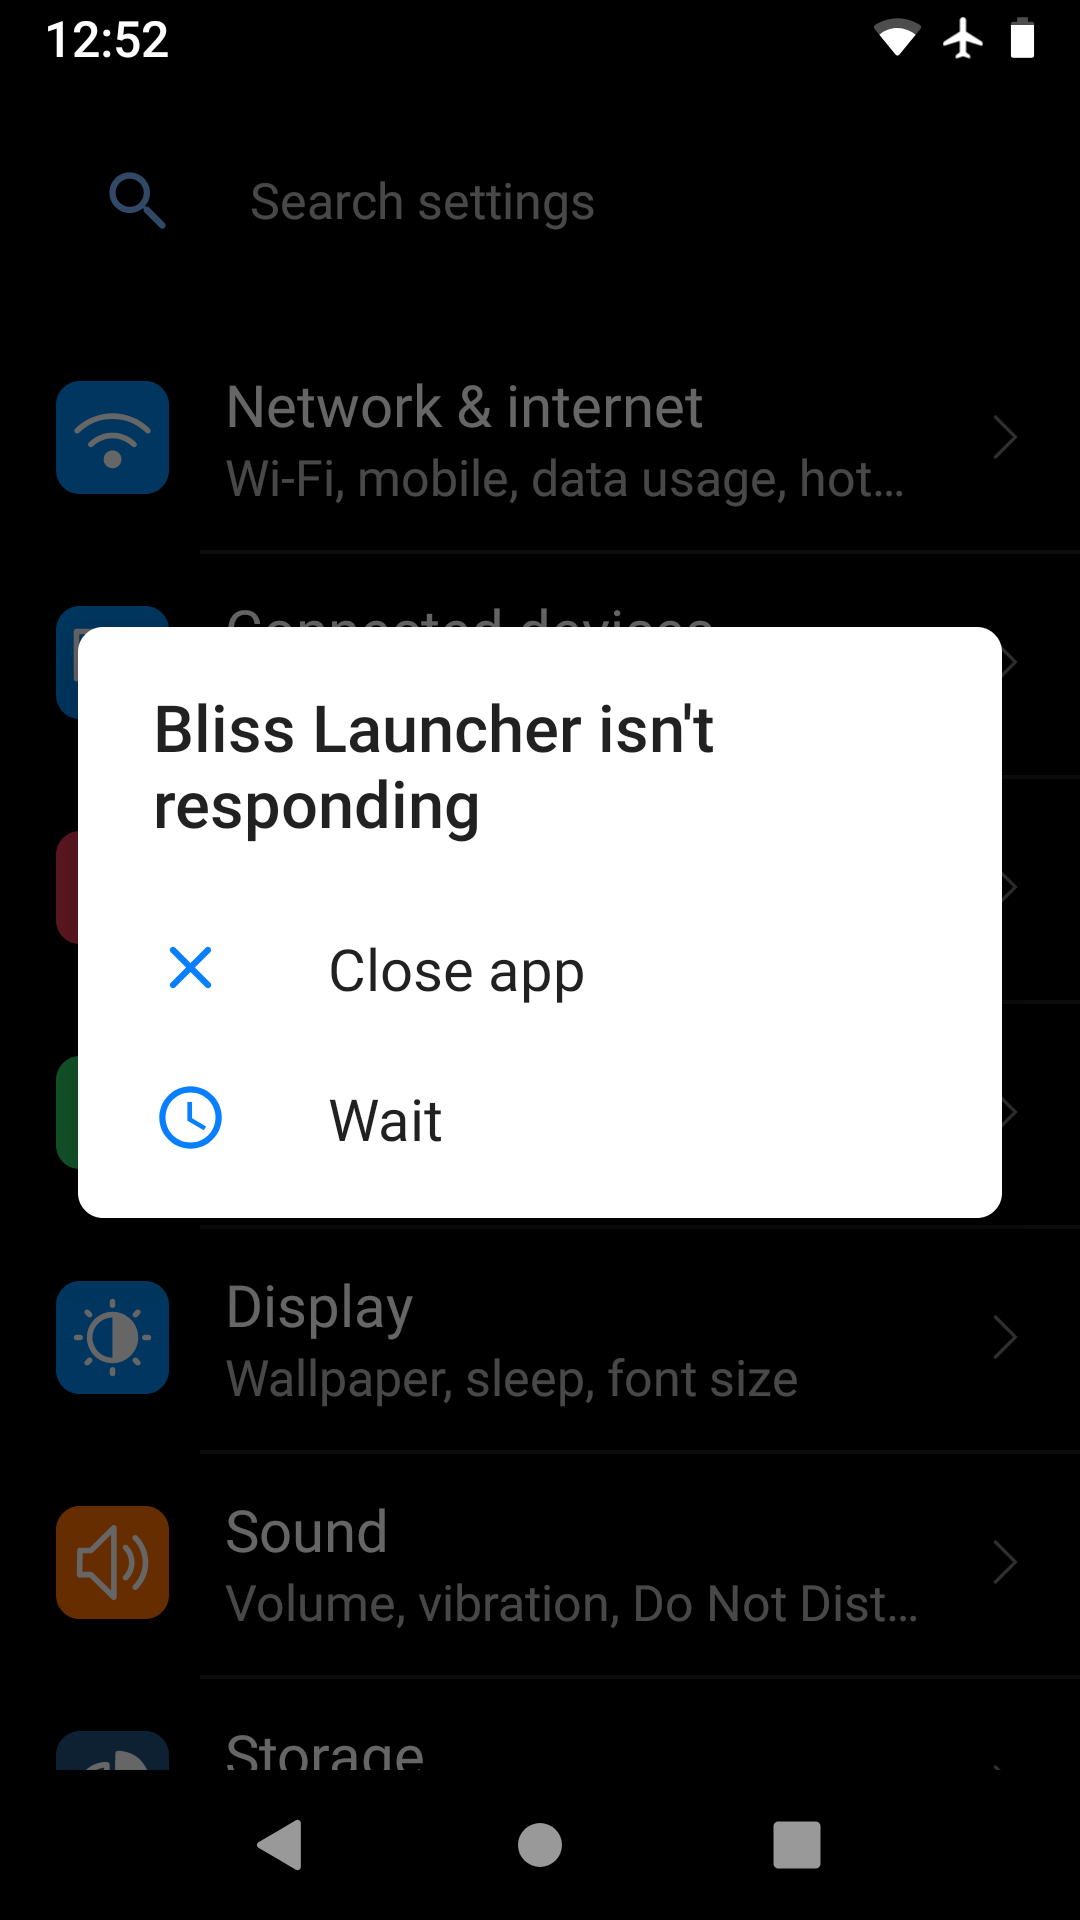 12:52
Search settings
Network & internet
Wi-Fi, mobile, data usage, hot…
Connected devices
Bliss Launcher isn't
responding
Close app
Wait
Display
Wallpaper, sleep, font size
Sound
Volume, vibration, Do Not Dist…
Storage